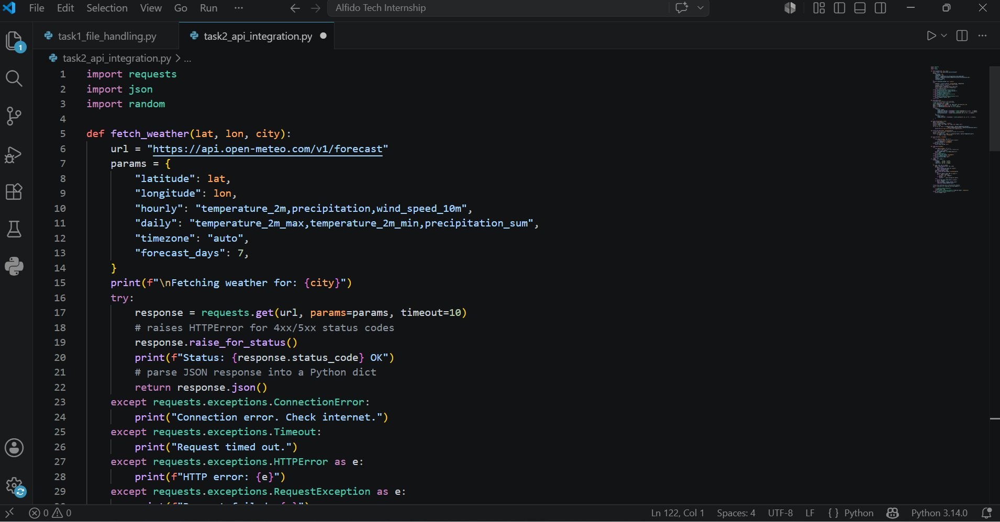 File Edit Selection View Go Run ... Alfido Tech Internship
task1_file_handling.py task2_api_integration.py
1
task2_api_integration.py > ...
1 import requests
2 import json
3 import random
4
5 def fetch_weather(lat, lon, city):
6 url = "https://api.open-meteo.com/v1/forecast"
7 params = {
8 "latitude": lat,
9 "longitude": lon,
10 "hourly": "temperature_2m,precipitation,wind_speed_10m",
11 "daily": "temperature_2m_max,temperature_2m_min,precipitation_sum",
12 "timezone": "auto",
13 "forecast_days": 7,
14 }
15 print(f"\nFetching weather for: {city}")
16 try:
17 response = requests.get(url, params=params, timeout=10)
18 # raises HTTPError for 4xx/5xx status codes
19 response.raise_for_status()
20 print(f"Status: {response.status_code} OK")
21 # parse JSON response into a Python dict
22 return response.json()
23 except requests.exceptions.ConnectionError:
24 print("Connection error. Check internet.")
25 except requests.exceptions.Timeout:
26 print("Request timed out.")
27 except requests.exceptions.HTTPError as e:
28 print(f"HTTP error: {e}")
29 except requests.exceptions.RequestException as e:
0 0 Ln 122, Col 1 Spaces: 4 UTF-8 LF { } Python Python 3.14.0